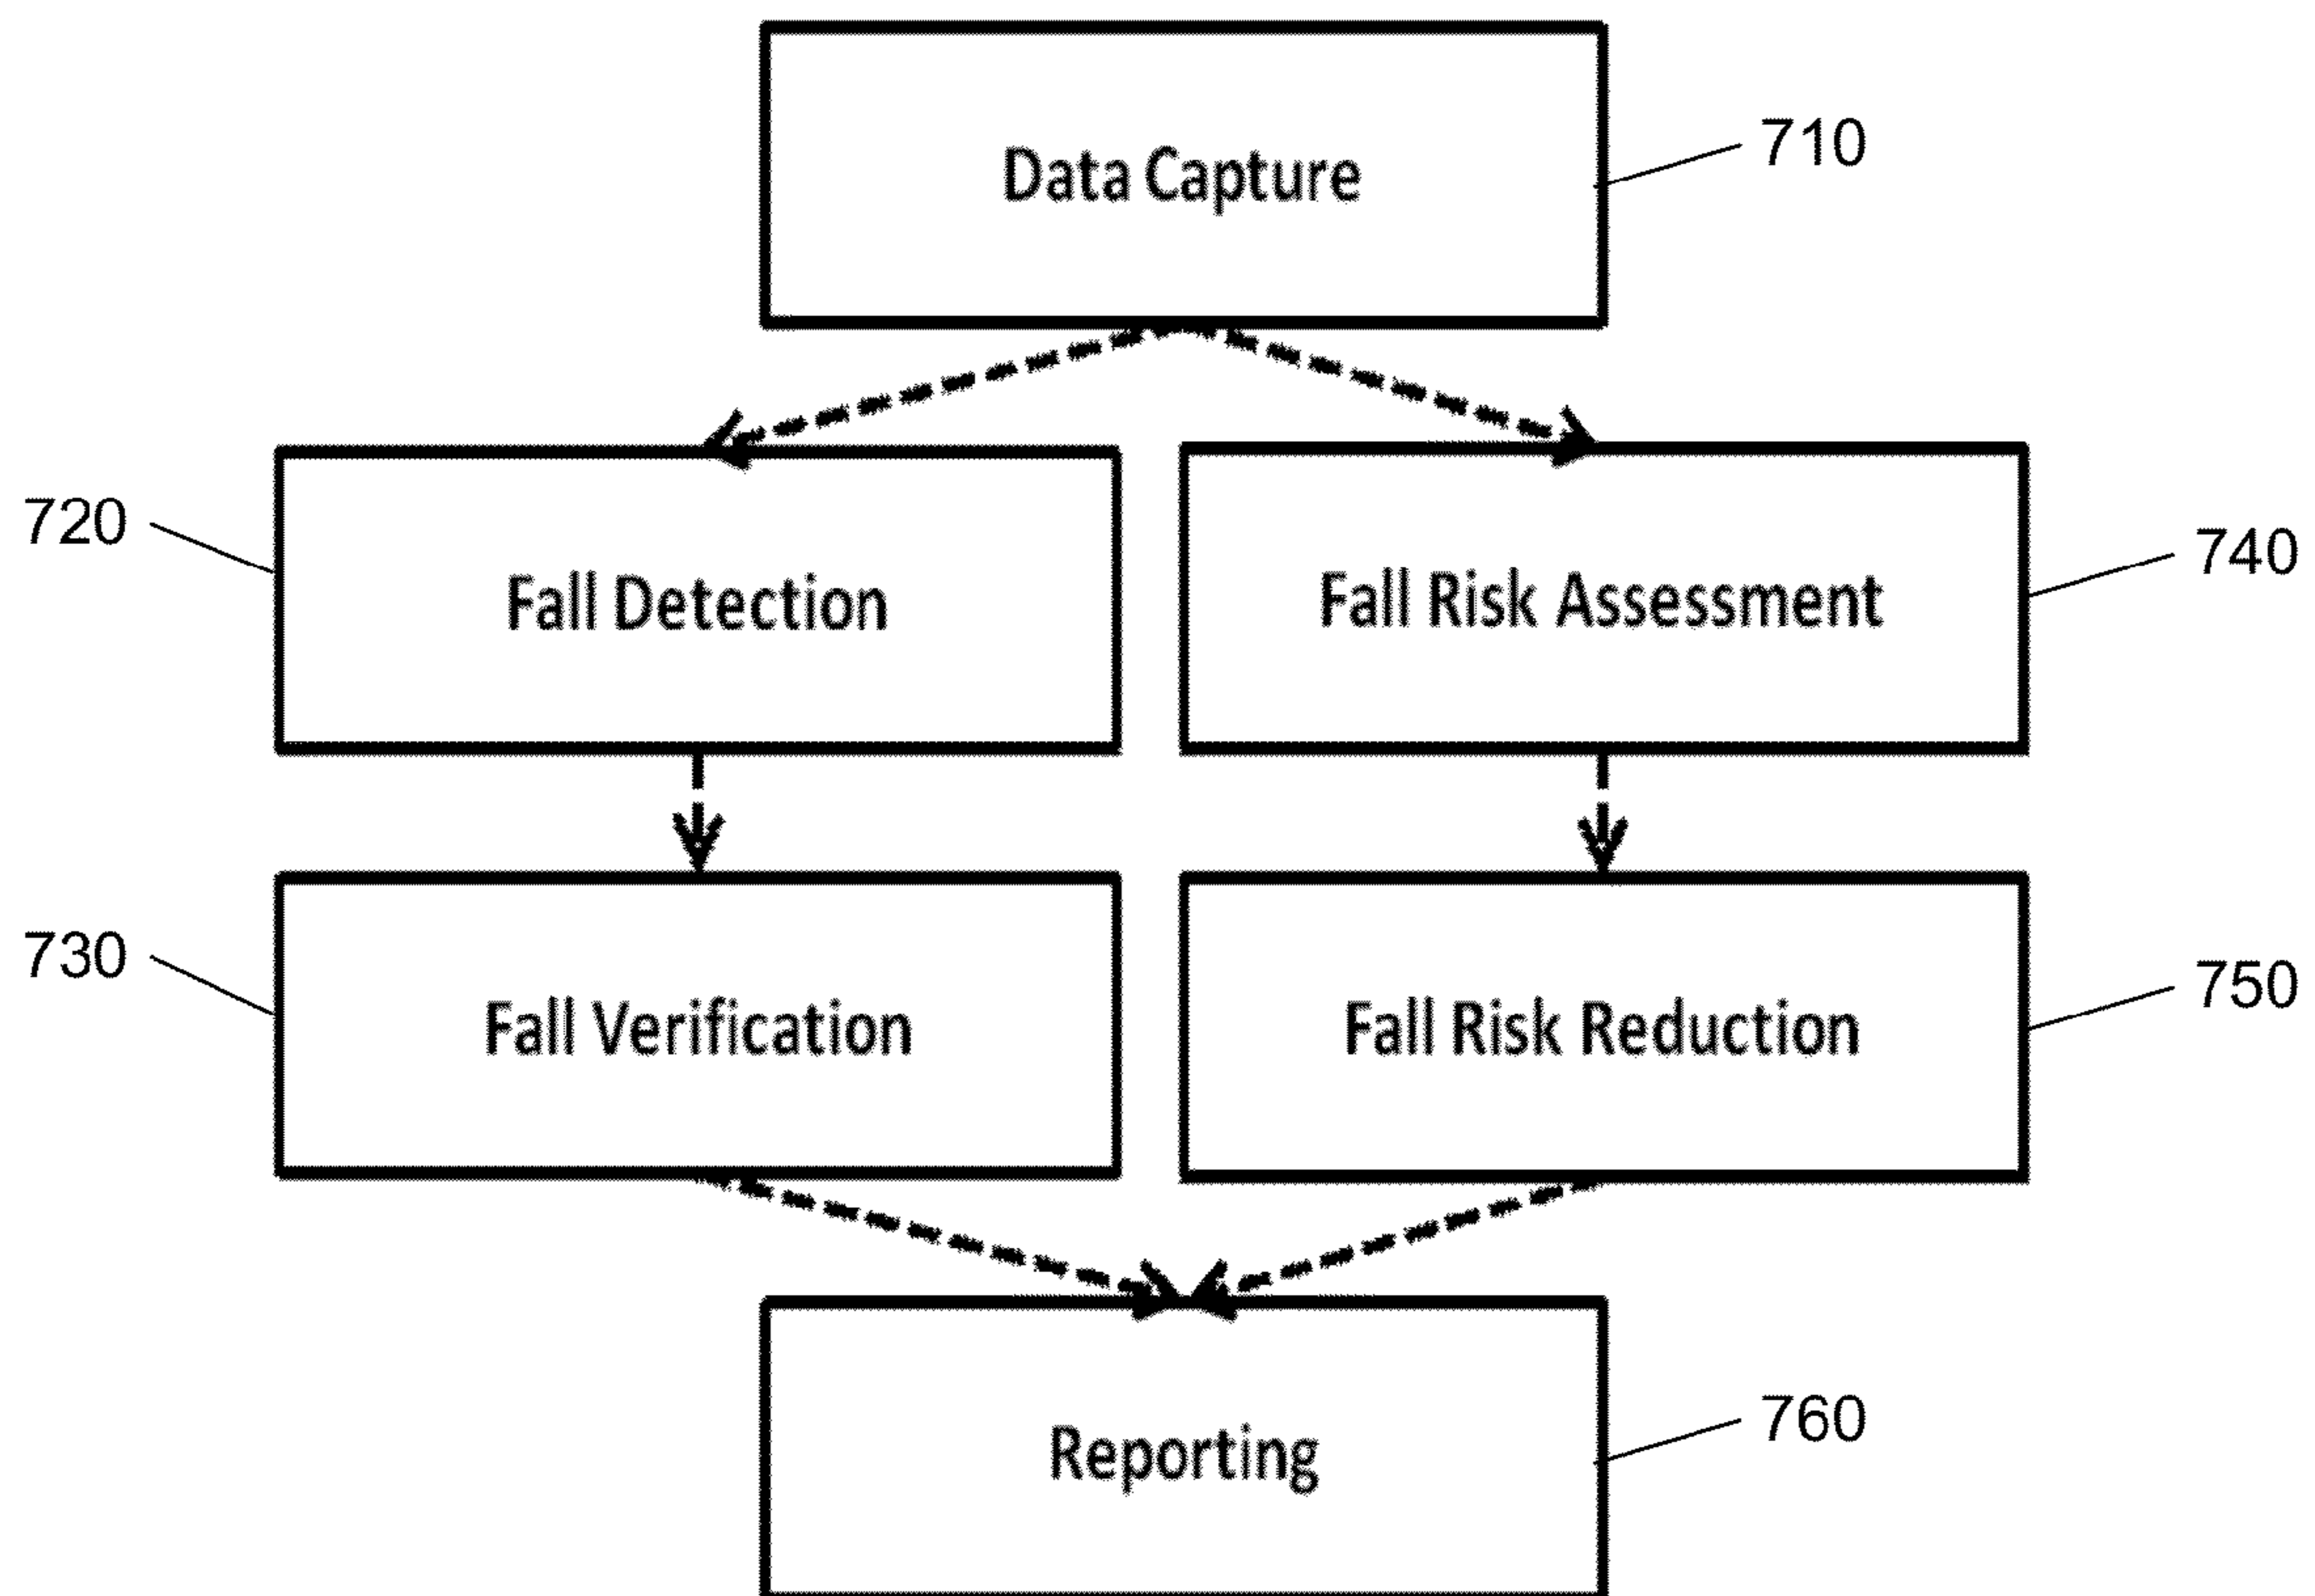 Data Capture
710
720
Fall Detection
Fall Risk Assessment
740
730
Fall Verification
Fall Risk Reduction
750
Reporting
760